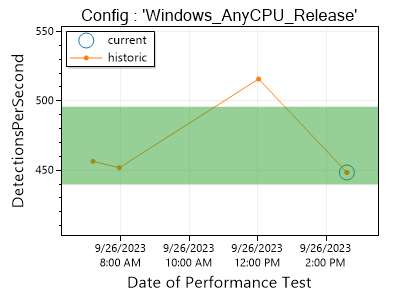 Config : 'Windows_AnyCPU_Release'
current
historic
DetectionsPerSecond
550
500
450
9/26/2023
8:00 AM
9/26/2023
10:00 AM
9/26/2023
12:00 PM
9/26/2023
2:00 PM
Date of Performance Test